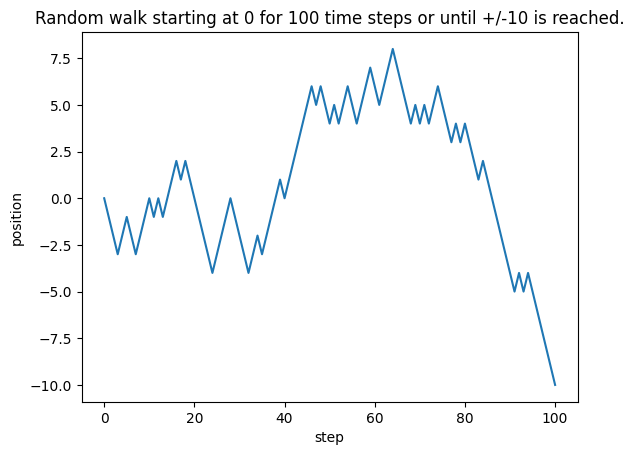 Random walk starting at 0 for 100 time steps or until +/-10 is reached.
7.5
5.0
2.5
0.0
−2.5
−5.0
−7.5
−10.0
position
0 20 40 60 80 100
step